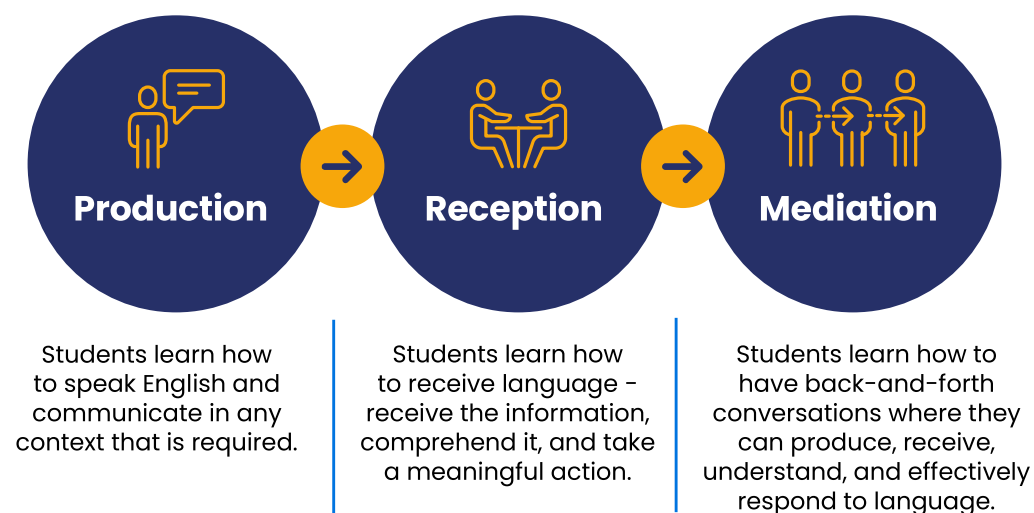 Production
Reception
Mediation
Students learn how
to speak English and
communicate in any
context that is required.
Students learn how
to receive language -
receive the information,
comprehend it, and take
a meaningful action.
Students learn how to
have back-and-forth
conversations where they
can produce, receive,
understand, and effectively
respond to language.